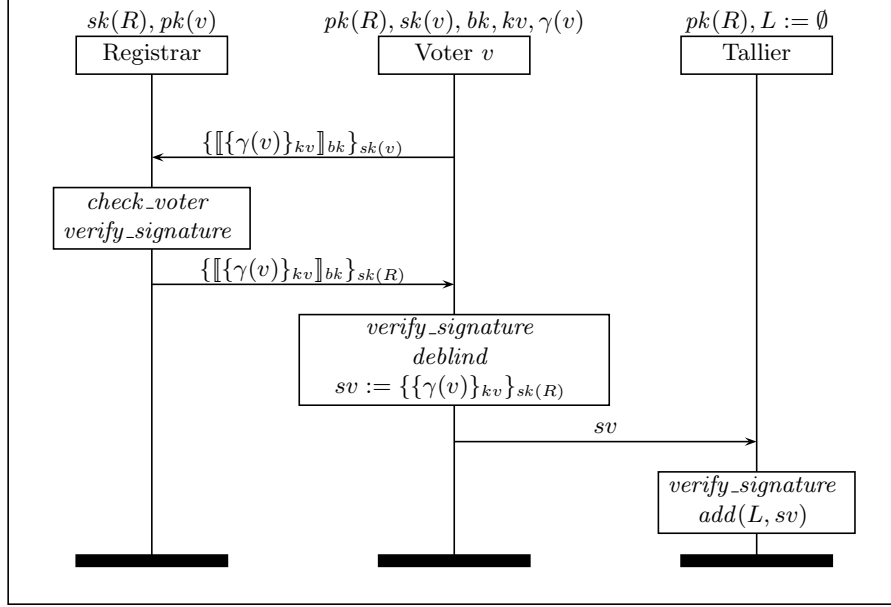 sk(R), pk(v)
pk(R), sk(v), bk, kv, γ(v)
pk(R), L := ∅
Registrar
Voter v
Tallier
{⟦{γ(v)}kv⟧bk}sk(v)
check_voter
verify_signature
{⟦{γ(v)}kv⟧bk}sk(R)
verify_signature
deblind
sv := {{γ(v)}kv}sk(R)
sv
verify_signature
add(L, sv)